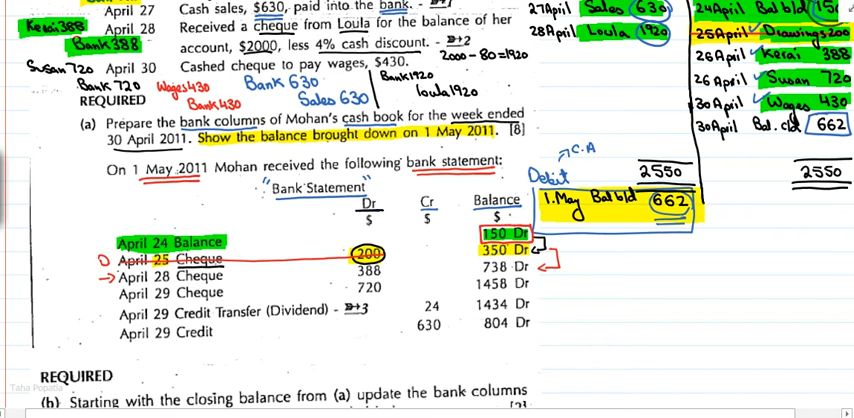 April 27 Cash sales, $630, paid into the bank.
Kerai 388 April 28 Received a cheque from Loula for the balance of her
Bank 388 account, $2000, less 4% cash discount. - D+2
2000 - 80 = 1920
Susan 720 April 30 Cashed cheque to pay wages, $430.
Bank 720 Wages 430 Bank 630 Bank 1920
Bank 430 Sales 630 Loula 1920
REQUIRED
(a) Prepare the bank columns of Mohan's cash book for the week ended
30 April 2011. Show the balance brought down on 1 May 2011. [8]
On 1 May 2011 Mohan received the following bank statement:
"Bank Statement"
Dr Cr Balance
$ $ $
April 24 Balance 150 Dr
April 25 Cheque 200 350 Dr
April 28 Cheque 388 738 Dr
April 29 Cheque 720 1458 Dr
April 29 Credit Transfer (Dividend) - D+3 24 1434 Dr
April 29 Credit 630 804 Dr
REQUIRED
(b) Starting with the closing balance from (a) update the bank columns
27 April Sales 630
28 April Loula 1920
C.A
Debit
2550
1. May Bal b/d 662
24 April Bal b/d 150
25 April Drawings 200
26 April Kerai 388
26 April Susan 720
30 April Wages 430
30 April Bal. c/d 662
2550
Taha Popatia